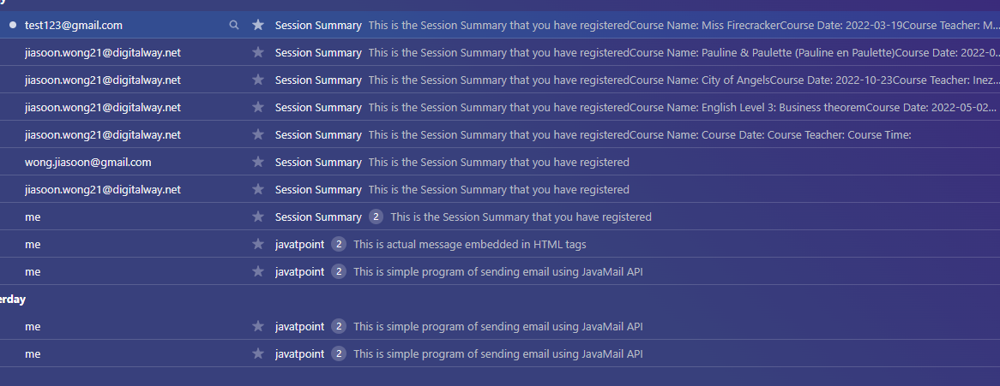 y
test123@gmail.com Session Summary This is the Session Summary that you have registeredCourse Name: Miss FirecrackerCourse Date: 2022-03-19Course Teacher: M...
jiasoon.wong21@digitalway.net Session Summary This is the Session Summary that you have registeredCourse Name: Pauline & Paulette (Pauline en Paulette)Course Date: 2022-0...
jiasoon.wong21@digitalway.net Session Summary This is the Session Summary that you have registeredCourse Name: City of AngelsCourse Date: 2022-10-23Course Teacher: Inez...
jiasoon.wong21@digitalway.net Session Summary This is the Session Summary that you have registeredCourse Name: English Level 3: Business theoremCourse Date: 2022-05-02...
jiasoon.wong21@digitalway.net Session Summary This is the Session Summary that you have registeredCourse Name: Course Date: Course Teacher: Course Time:
wong.jiasoon@gmail.com Session Summary This is the Session Summary that you have registered
jiasoon.wong21@digitalway.net Session Summary This is the Session Summary that you have registered
me Session Summary 2 This is the Session Summary that you have registered
me javatpoint 2 This is actual message embedded in HTML tags
me javatpoint 2 This is simple program of sending email using JavaMail API
erday
me javatpoint 2 This is simple program of sending email using JavaMail API
me javatpoint 2 This is simple program of sending email using JavaMail API